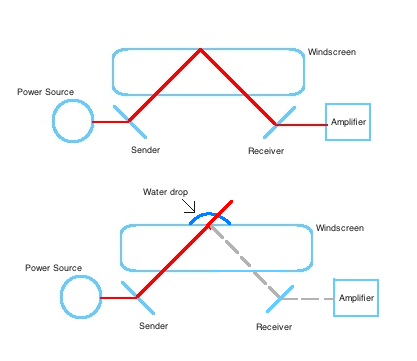 Windscreen
Power Source
Amplifier
Sender
Receiver
Water drop
Windscreen
Power Source
Amplifier
Sender
Receiver